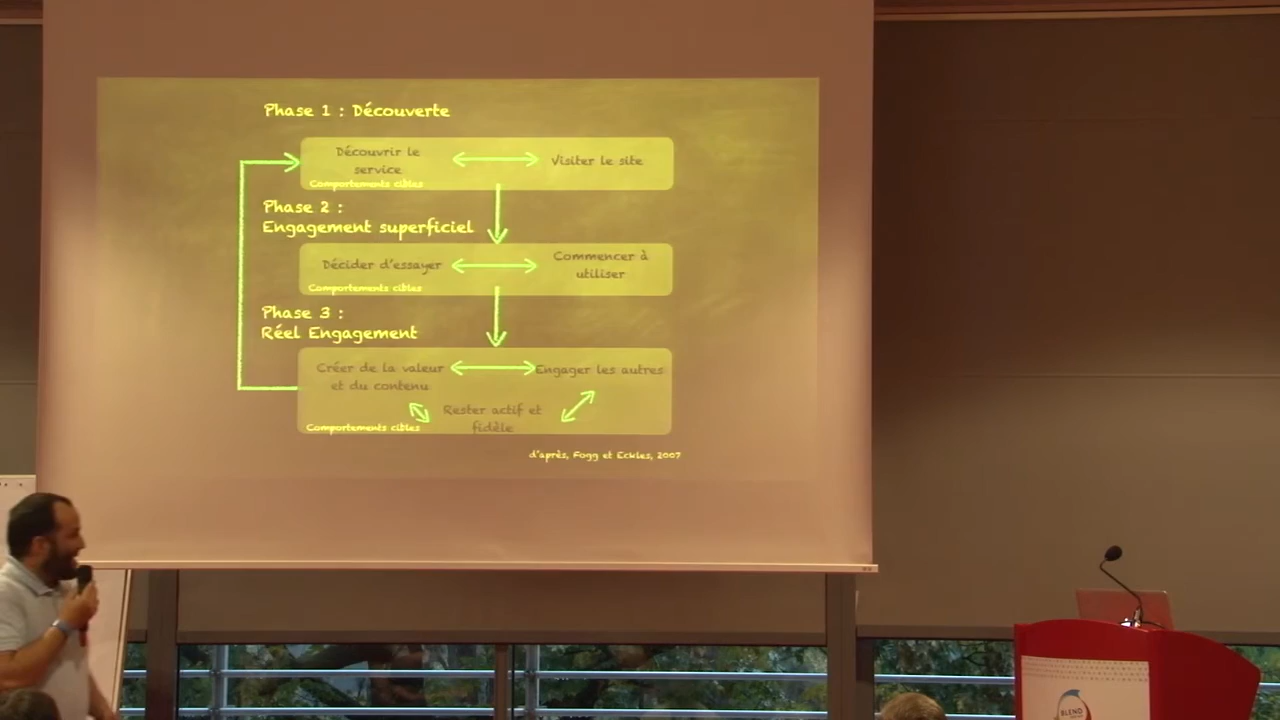 Phase 1 : Découverte
Découvrir le
service
Visiter le site
Comportements cibles
Phase 2 :
Engagement superficiel
Décider d'essayer
Commencer à
utiliser
Comportements cibles
Phase 3 :
Réel Engagement
Créer de la valeur
et du contenu
Engager les autres
Rester actif et
fidèle
Comportements cibles
d'après, Fogg et Eckles, 2007
BLEND